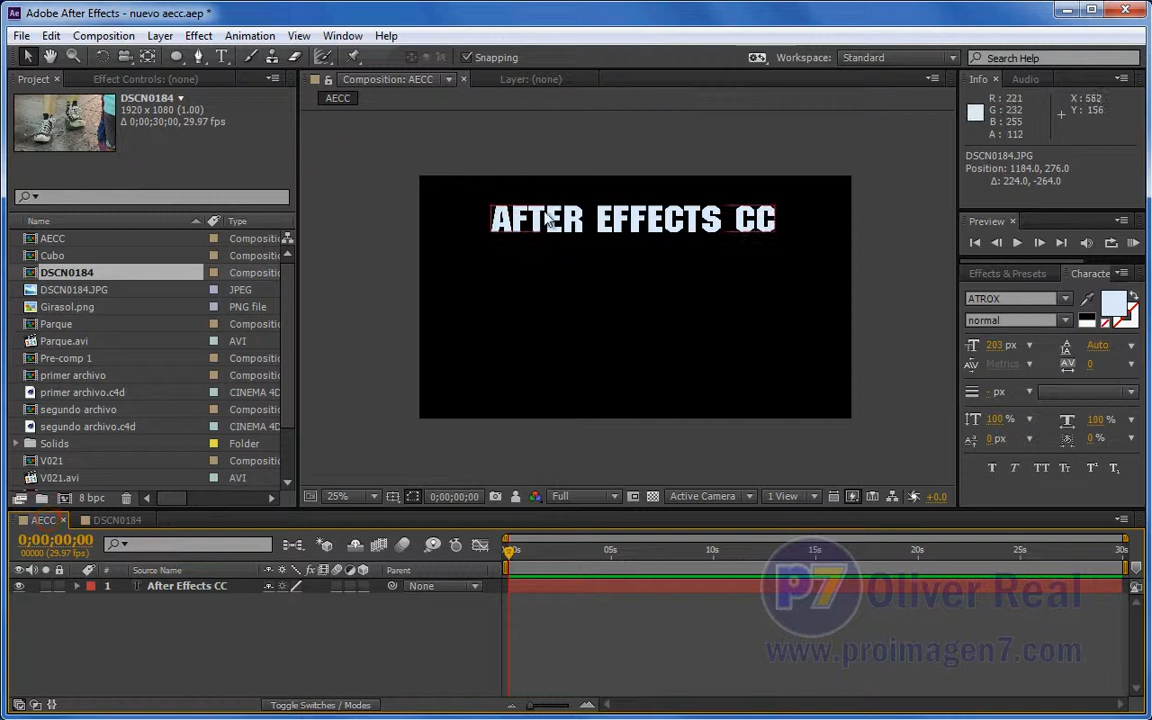 Adobe After Effects - nuevo aecc.aep *
File Edit Composition Layer Effect Animation View Window Help
Snapping Workspace: Standard Search Help
Project × Effect Controls: (none) Composition: AECC Layer: (none) Info × Audio
DSCN0184
1920 x 1080 (1.00)
Δ 0;00;30;00, 29.97 fps
AECC
R : 221 X : 582
G : 232 Y : 156
B : 255
A : 112
DSCN0184.JPG
Position: 1184.0, 276.0
Δ: 224.0, -264.0
AFTER EFFECTS CC
Name Type
AECC Composition
Cubo Composition
DSCN0184 Composition
DSCN0184.JPG JPEG
Girasol.png PNG file
Parque Composition
Parque.avi AVI
Pre-comp 1 Composition
primer archivo Composition
primer archivo.c4d CINEMA 4D
segundo archivo Composition
segundo archivo.c4d CINEMA 4D
Solids Folder
V021 Composition
V021.avi AVI
8 bpc
Preview ×
Effects & Presets Characte
ATROX
normal
203 px Auto
Metrics 0
- px
100 % 100 %
0 px 0 %
25% 0;00;00;00 Full Active Camera 1 View +0.0
AECC × DSCN0184
0;00;00;00
00000 (29.97 fps)
# Source Name Parent
1 T After Effects CC None
05s 10s 15s 20s 25s 30s
P7 Oliver Real
www.proimagen7.com
Toggle Switches / Modes